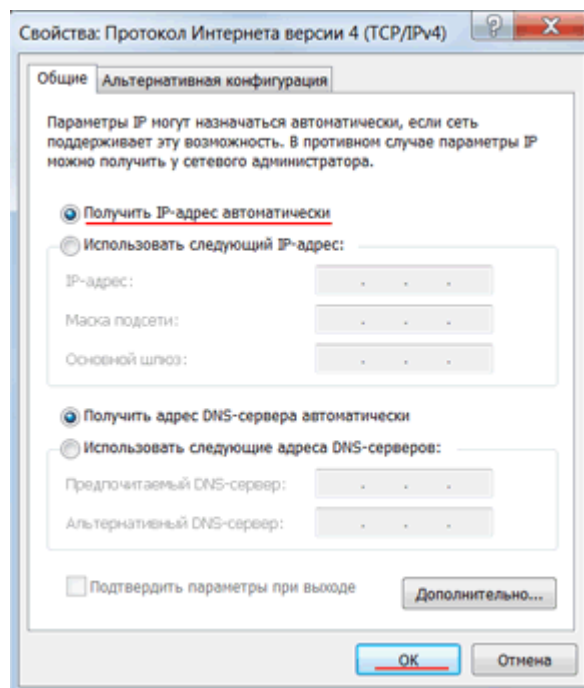 Свойства: Протокол Интернета версии 4 (TCP/IPv4)
Общие
Альтернативная конфигурация
Параметры IP могут назначаться автоматически, если сеть
поддерживает эту возможность. В противном случае параметры IP
можно получить у сетевого администратора.
Получить IP-адрес автоматически
Использовать следующий IP-адрес:
IP-адрес:
Маска подсети:
Основной шлюз:
Получить адрес DNS-сервера автоматически
Использовать следующие адреса DNS-серверов:
Предпочитаемый DNS-сервер:
Альтернативный DNS-сервер:
Подтвердить параметры при выходе
Дополнительно...
ОК
Отмена